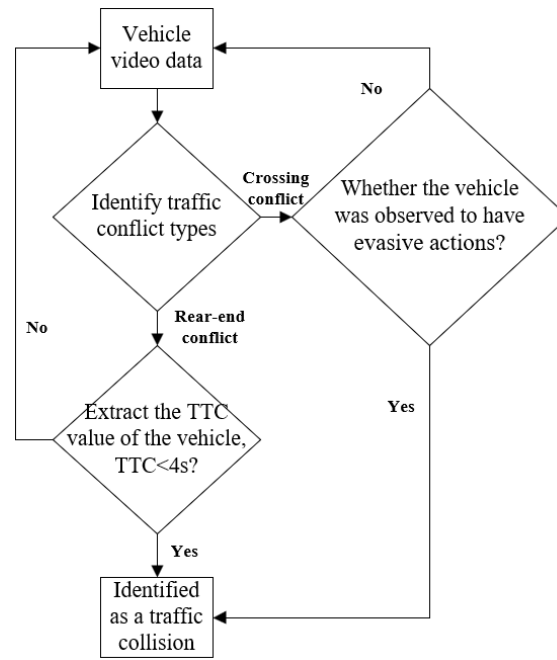 Vehicle
video data
No
Crossing
conflict
Identify traffic
conflict types
Whether the vehicle
was observed to have
evasive actions?
Rear-end
conflict
No
Extract the TTC
value of the vehicle,
TTC<4s?
Yes
Yes
Identified
as a traffic
collision